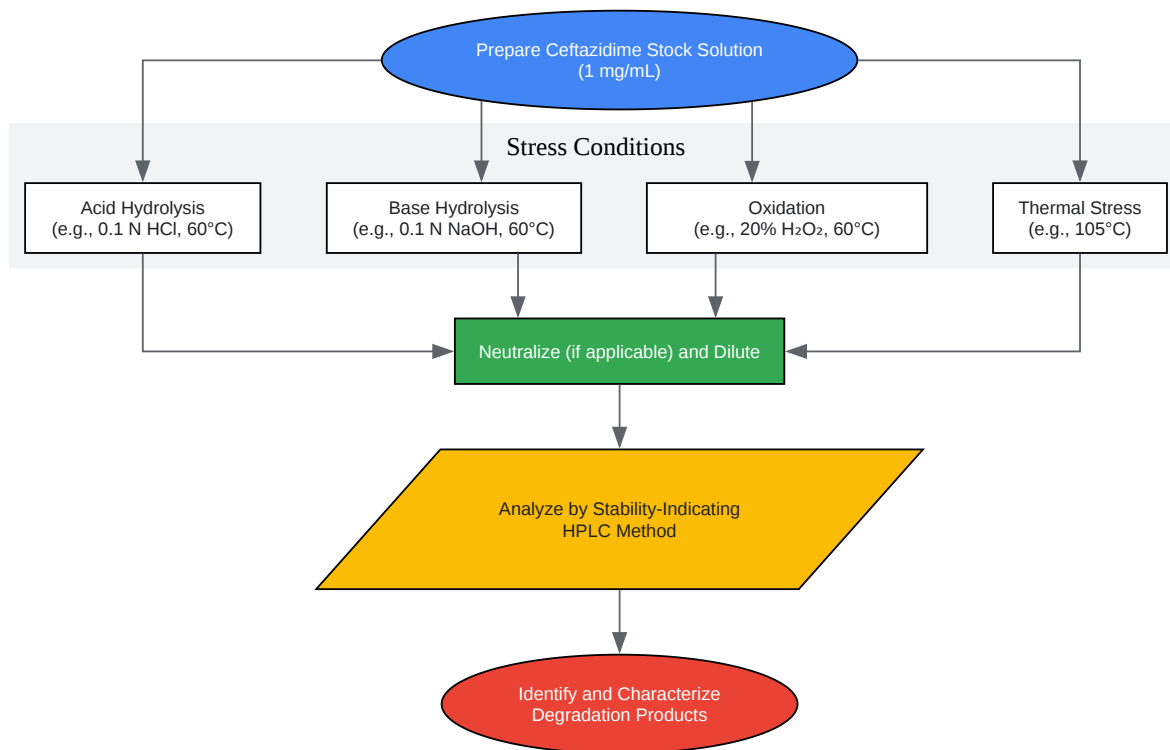 Prepare Ceftazidime Stock Solution
(1 mg/mL)
Stress Conditions
Acid Hydrolysis
(e.g., 0.1 N HCl, 60°C)
Base Hydrolysis
(e.g., 0.1 N NaOH, 60°C)
Oxidation
(e.g., 20% H₂O₂, 60°C)
Thermal Stress
(e.g., 105°C)
Neutralize (if applicable) and Dilute
Analyze by Stability-Indicating
HPLC Method
Identify and Characterize
Degradation Products